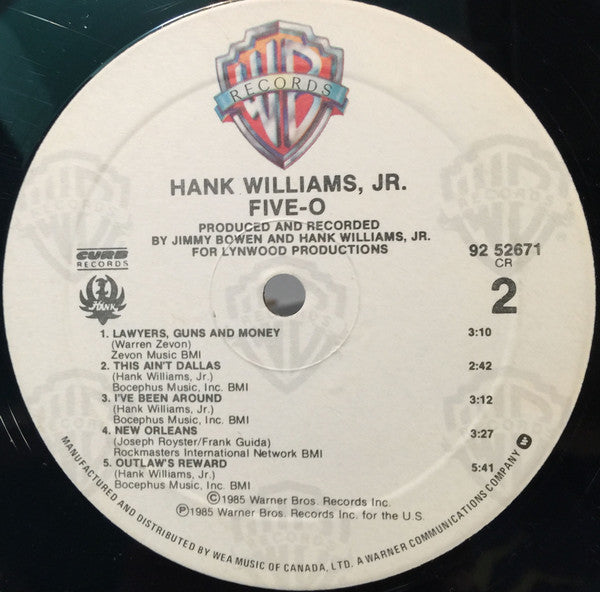 WB
RECORDS
HANK WILLIAMS, JR.
FIVE-O
PRODUCED AND RECORDED
BY JIMMY BOWEN AND HANK WILLIAMS, JR.
FOR LYNWOOD PRODUCTIONS
CURB
RECORDS
HANK
92 52671
CR
2
1. LAWYERS, GUNS AND MONEY 3:10
(Warren Zevon)
Zevon Music BMI
2. THIS AIN'T DALLAS 2:42
(Hank Williams, Jr.)
Bocephus Music, Inc. BMI
3. I'VE BEEN AROUND 3:12
(Hank Williams, Jr.)
Bocephus Music, Inc. BMI
4. NEW ORLEANS 3:27
(Joseph Royster/Frank Guida)
Rockmasters International Network BMI
5. OUTLAW'S REWARD 5:41
(Hank Williams, Jr.)
Bocephus Music, Inc. BMI
©1985 Warner Bros. Records Inc.
℗1985 Warner Bros. Records Inc. for the U.S.
MANUFACTURED AND DISTRIBUTED BY WEA MUSIC OF CANADA, LTD. A WARNER COMMUNICATIONS COMPANY